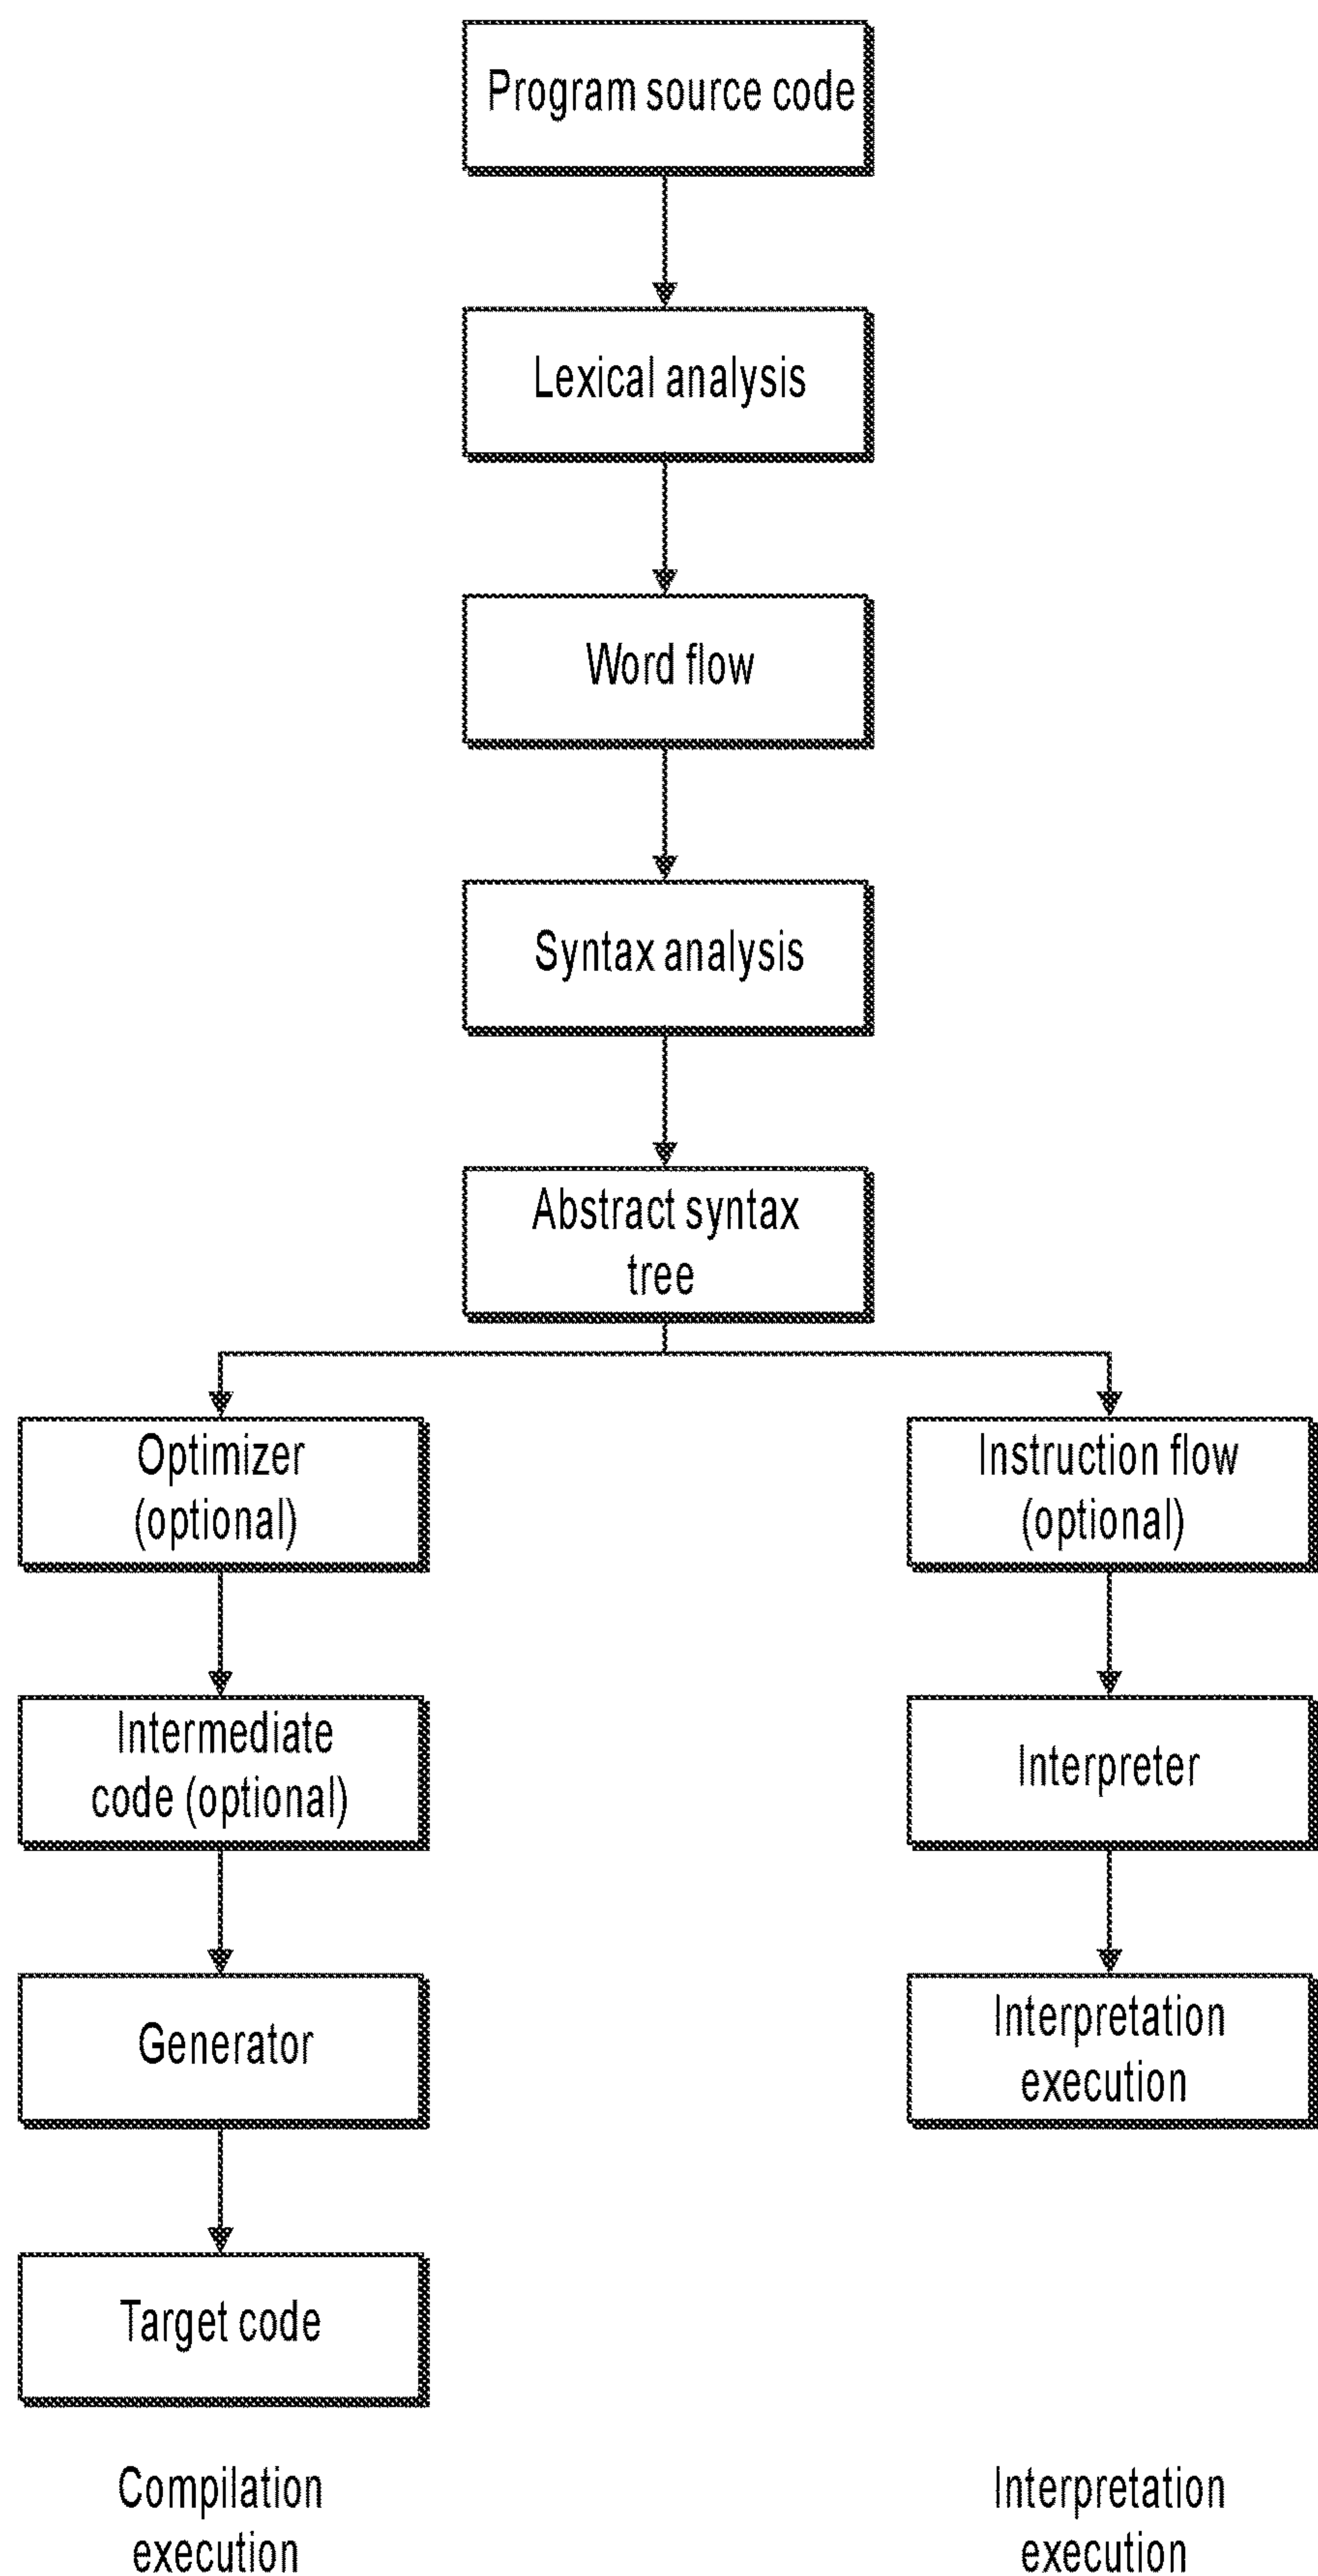 Program source code
Lexical analysis
Word flow
Syntax analysis
Abstract syntax
tree
Optimizer
(optional)
Instruction flow
(optional)
Intermediate
code (optional)
Interpreter
Generator
Interpretation
execution
Target code
Compilation
execution
Interpretation
execution